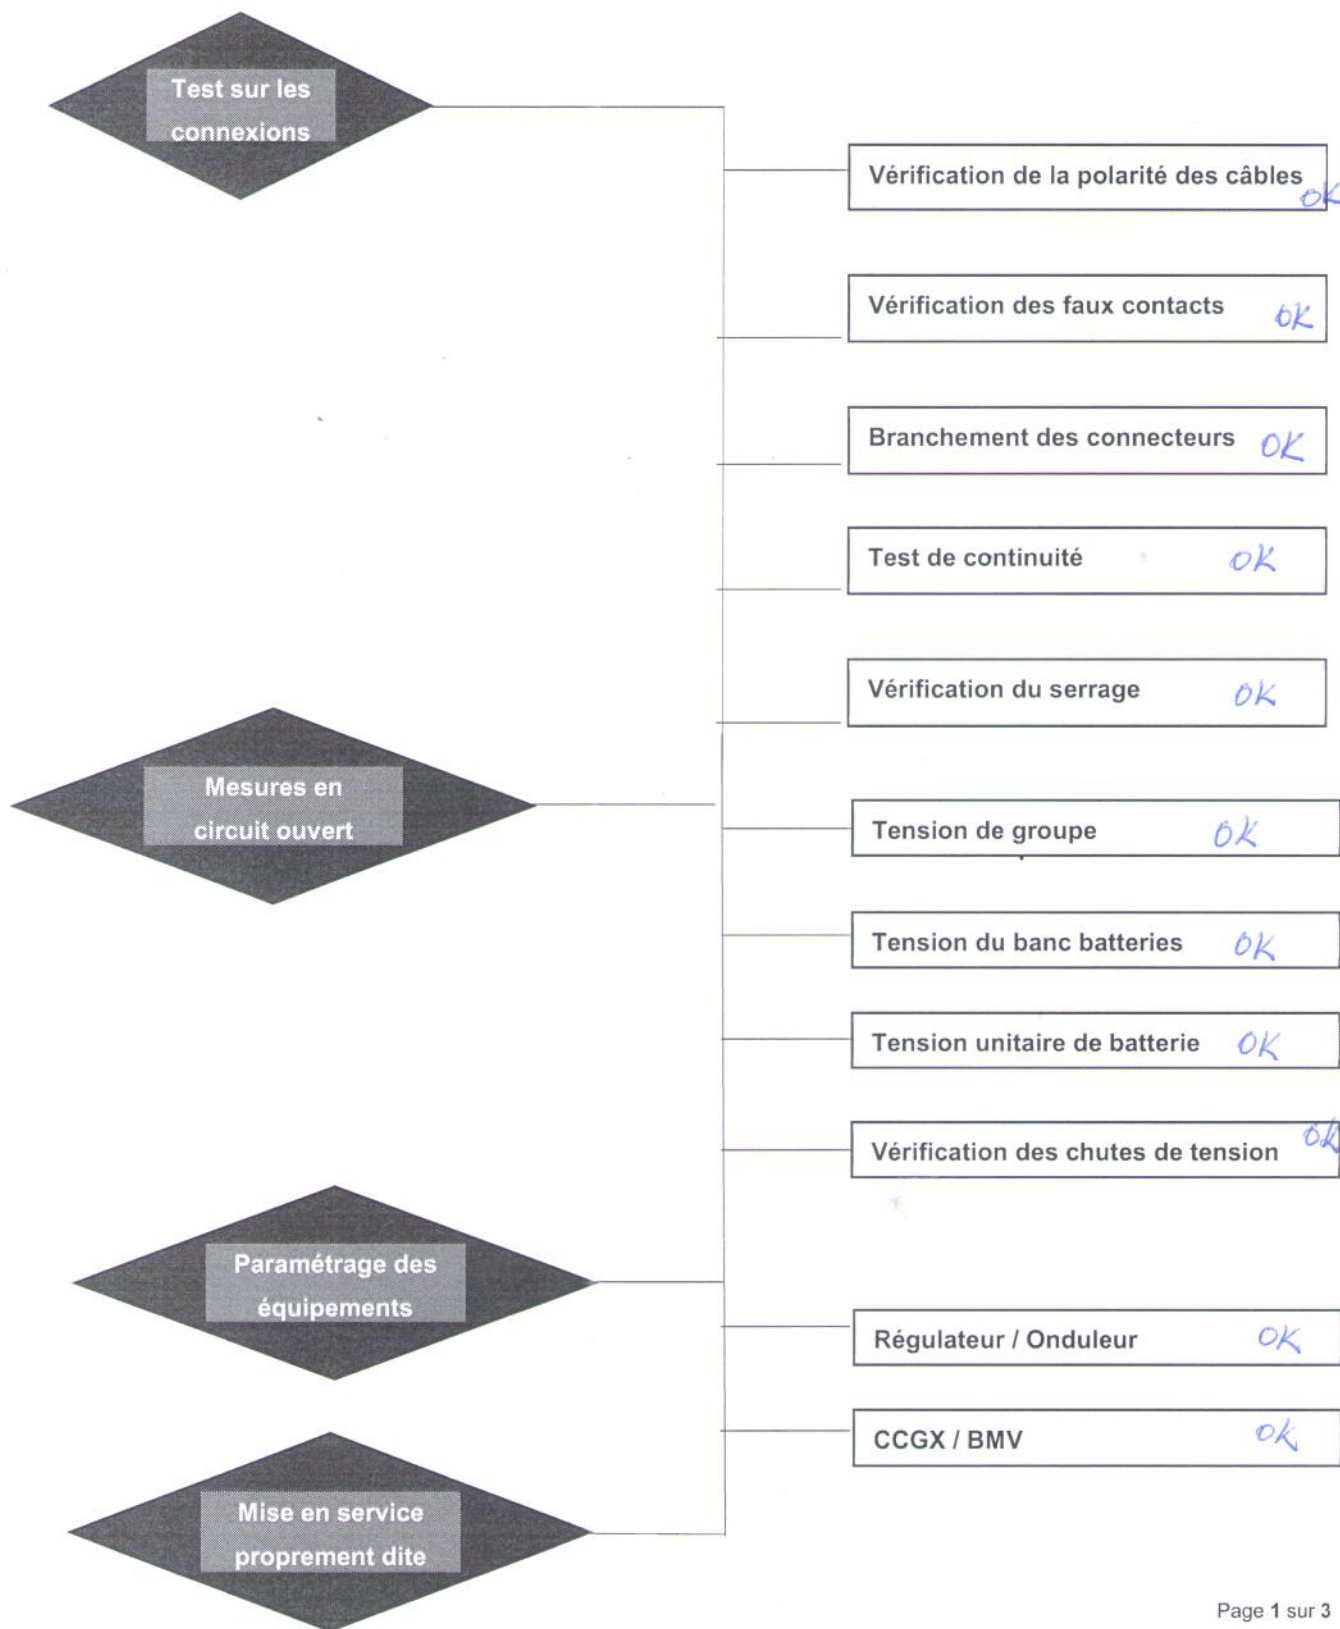 Test sur les
connexions
Vérification de la polarité des câbles OK
Vérification des faux contacts OK
Branchement des connecteurs OK
Test de continuité OK
Vérification du serrage OK
Mesures en
circuit ouvert
Tension de groupe OK
Tension du banc batteries OK
Tension unitaire de batterie OK
Vérification des chutes de tension OK
Paramétrage des
équipements
Régulateur / Onduleur OK
CCGX / BMV OK
Mise en service
proprement dite
Page 1 sur 3